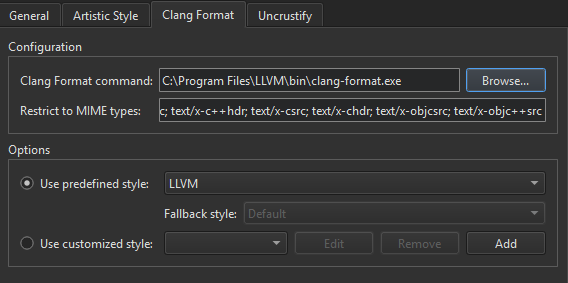 General Artistic Style Clang Format Uncrustify
Configuration
Clang Format command: C:\Program Files\LLVM\bin\clang-format.exe Browse...
Restrict to MIME types: c; text/x-c++hdr; text/x-csrc; text/x-chdr; text/x-objcsrc; text/x-objc++src
Options
Use predefined style: LLVM
Fallback style: Default
Use customized style: Edit Remove Add